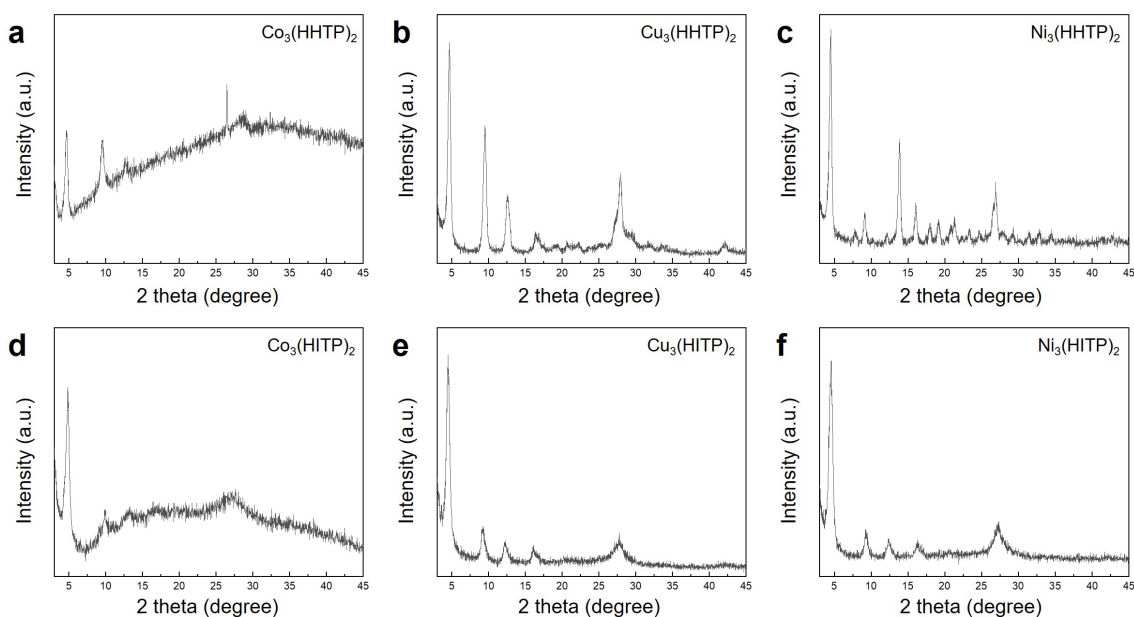 a
Co₃(HHTP)₂
Intensity (a.u.)
5 10 15 20 25 30 35 40 45
2 theta (degree)
b
Cu₃(HHTP)₂
Intensity (a.u.)
5 10 15 20 25 30 35 40 45
2 theta (degree)
c
Ni₃(HHTP)₂
Intensity (a.u.)
5 10 15 20 25 30 35 40 45
2 theta (degree)
d
Co₃(HITP)₂
Intensity (a.u.)
5 10 15 20 25 30 35 40 45
2 theta (degree)
e
Cu₃(HITP)₂
Intensity (a.u.)
5 10 15 20 25 30 35 40 45
2 theta (degree)
f
Ni₃(HITP)₂
Intensity (a.u.)
5 10 15 20 25 30 35 40 45
2 theta (degree)